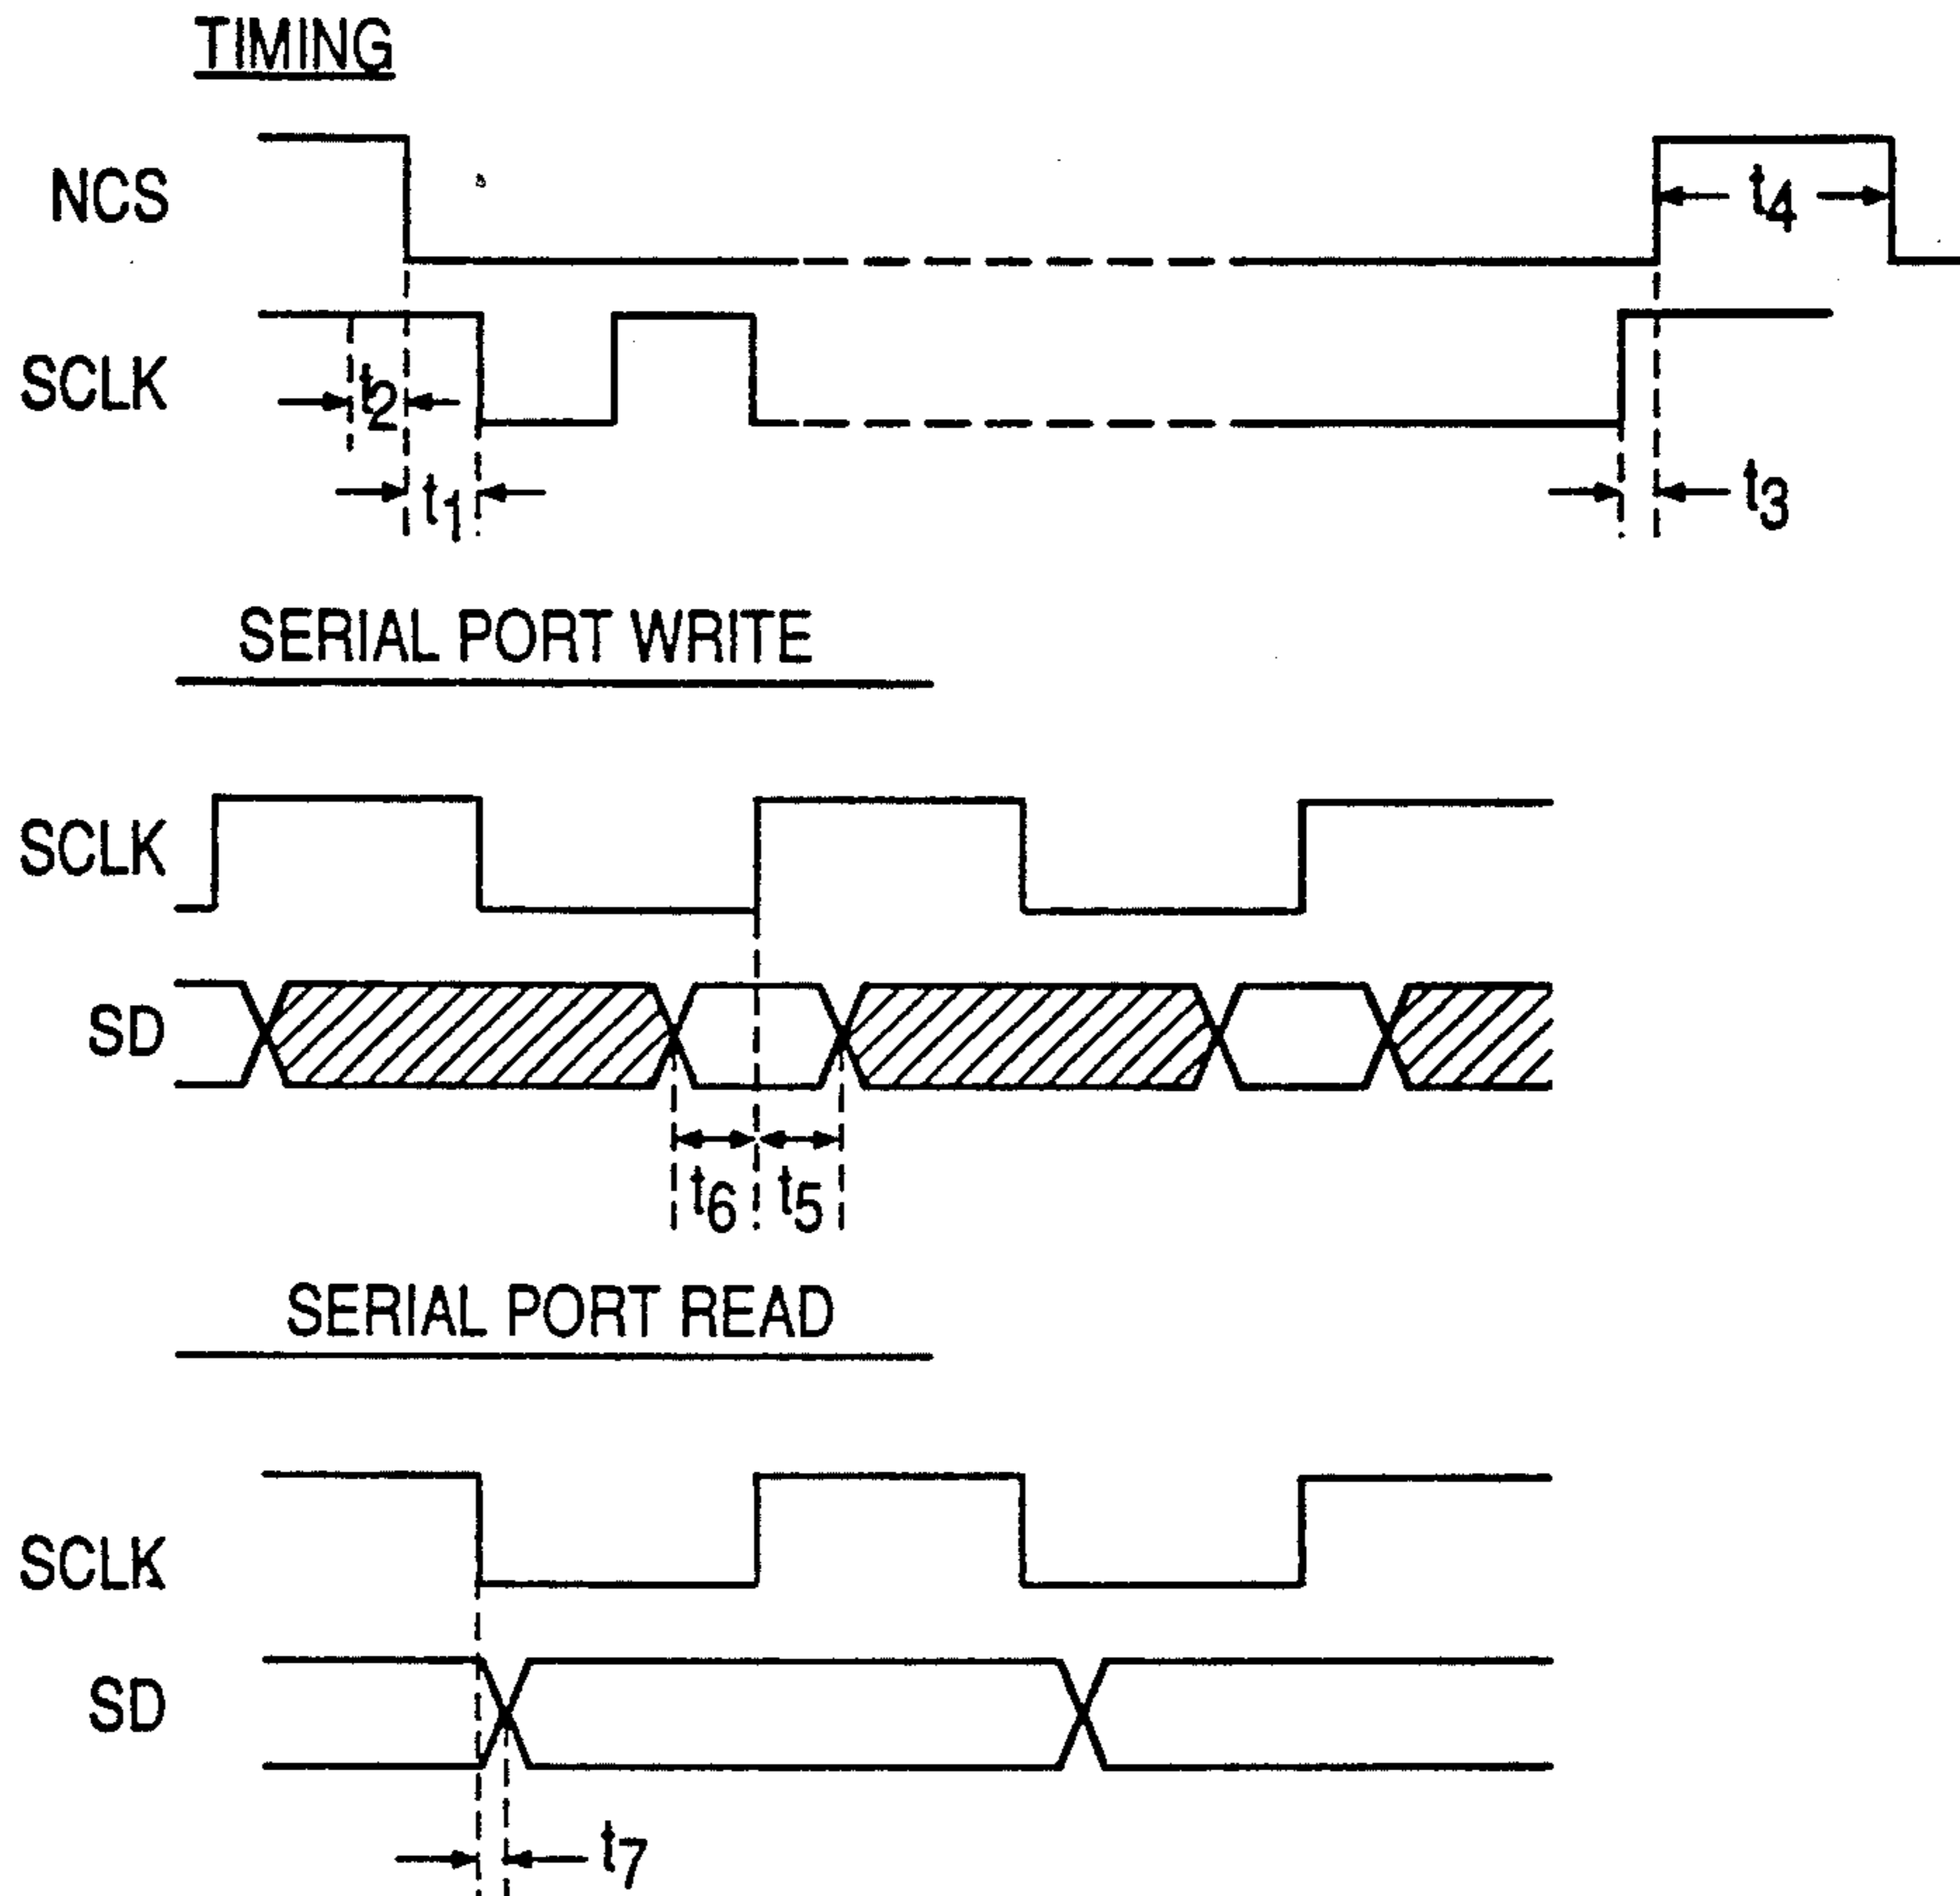 TIMING
NCS
t4
SCLK
t2
t1
t3
SERIAL PORT WRITE
SCLK
SD
t6 t5
SERIAL PORT READ
SCLK
SD
t7